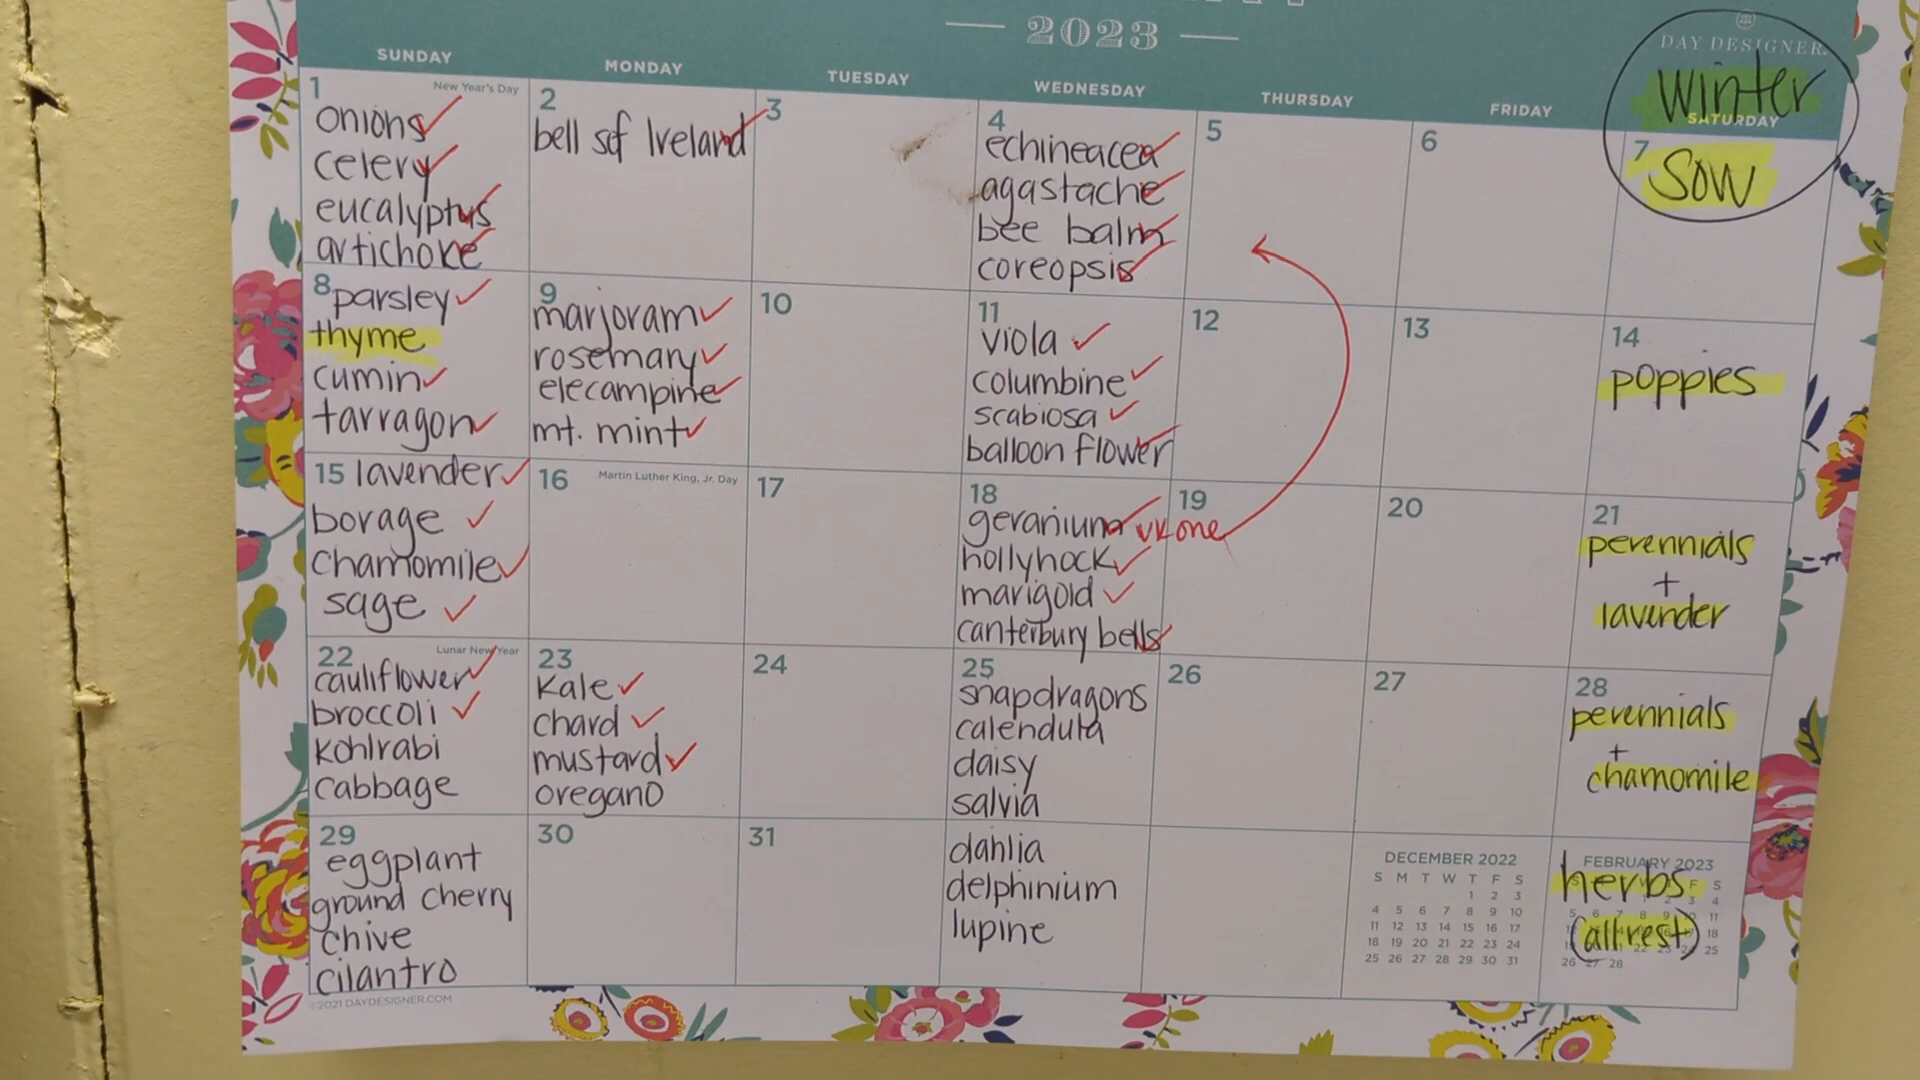 2023
DAY DESIGNER
winter
SUNDAY MONDAY TUESDAY WEDNESDAY THURSDAY FRIDAY SATURDAY
1 New Year's Day
onions
celery
eucalyptus
artichoke
2
bell sof Ireland
3
4
echineacea
agastache
bee balm
coreopsis
5
6
7
sow
8 parsley
thyme
cumin
tarragon
9
marjoram
rosemary
elecampine
mt. mint
10
11
viola
columbine
scabiosa
balloon flower
12
13
14
poppies
15 lavender
borage
chamomile
sage
16 Martin Luther King, Jr. Day
17
18
geranium
hollyhock
marigold
canterbury bells
19
20
21
perennials
+
lavender
22 Lunar New Year
cauliflower
broccoli
kohlrabi
cabbage
23
kale
chard
mustard
oregano
24
25
snapdragons
calendula
daisy
salvia
26
27
28
perennials
+
chamomile
29
eggplant
ground cherry
chive
cilantro
30
31
dahlia
delphinium
lupine
DECEMBER 2022
S M T W T F S
1 2 3
4 5 6 7 8 9 10
11 12 13 14 15 16 17
18 19 20 21 22 23 24
25 26 27 28 29 30 31
FEBRUARY 2023
herbs
(all rest)
26 27 28
©2021 DAYDESIGNER.COM